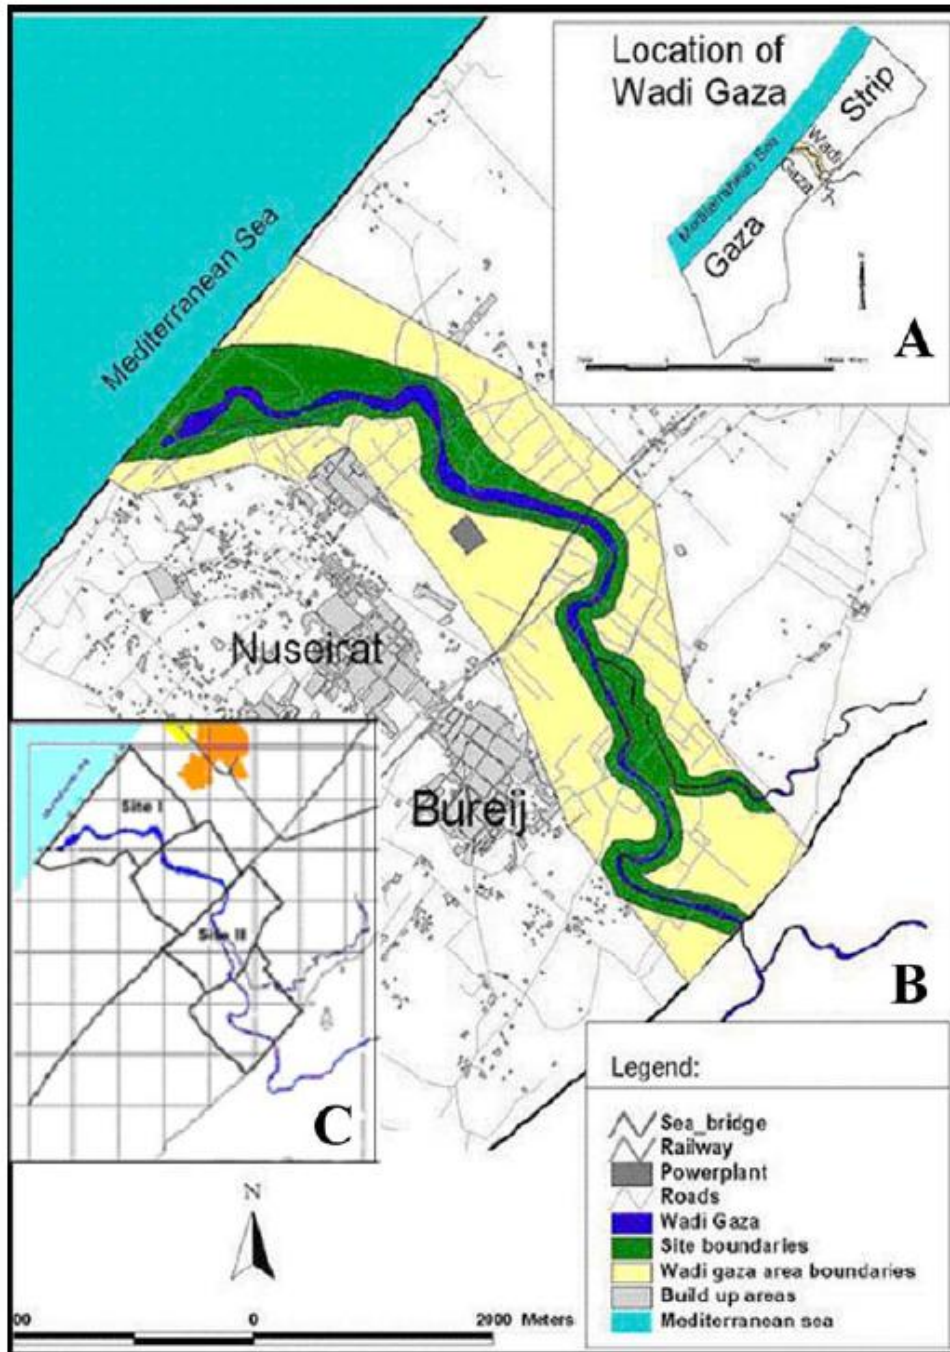 Location of
Wadi Gaza
Strip
Wadi
Gaza
Mediterranean Sea
Gaza
A
Mediterranean Sea
Nuseirat
Bureij
B
Site I
Site II
C
Legend:
Sea_bridge
Railway
Powerplant
Roads
Wadi Gaza
Site boundaries
Wadi gaza area boundaries
Build up areas
Mediterranean sea
N
00 0 2000 Meters